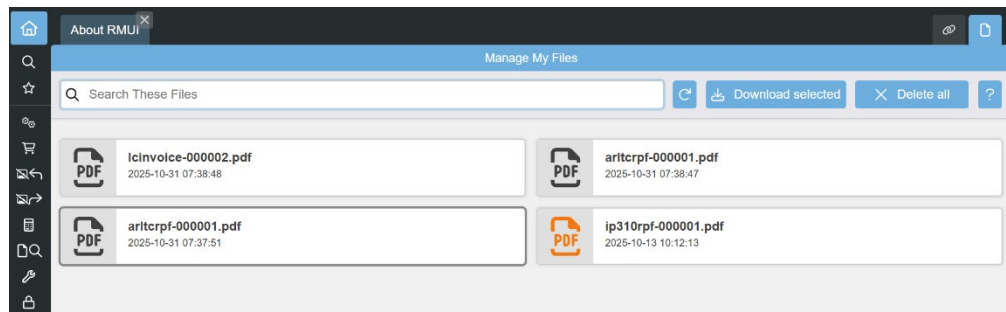 About RMUI
Manage My Files
Search These Files
Download selected
Delete all
?
PDF
lcinvoice-000002.pdf
2025-10-31 07:38:48
PDF
arltcrpf-000001.pdf
2025-10-31 07:38:47
PDF
arltcrpf-000001.pdf
2025-10-31 07:37:51
PDF
ip310rpf-000001.pdf
2025-10-13 10:12:13